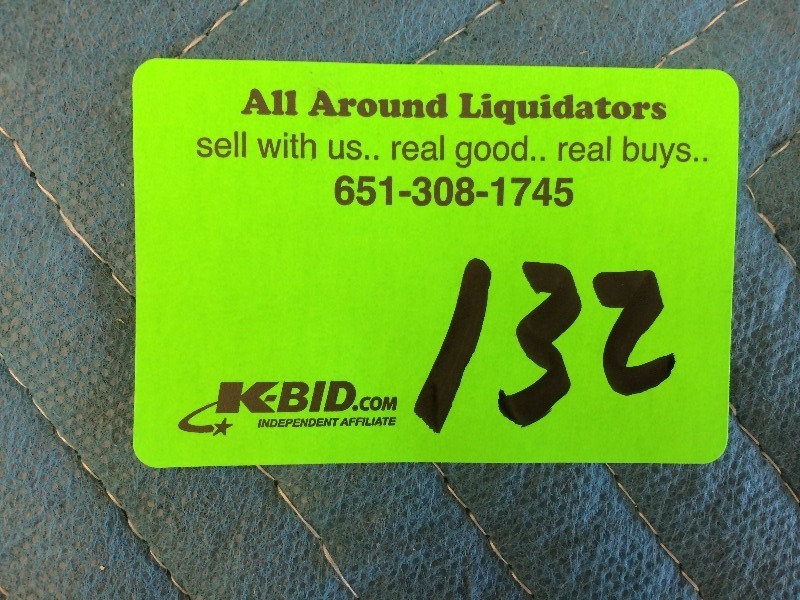 All Around Liquidators
sell with us.. real good.. real buys..
651-308-1745
132
K-BID.COM
INDEPENDENT AFFILIATE